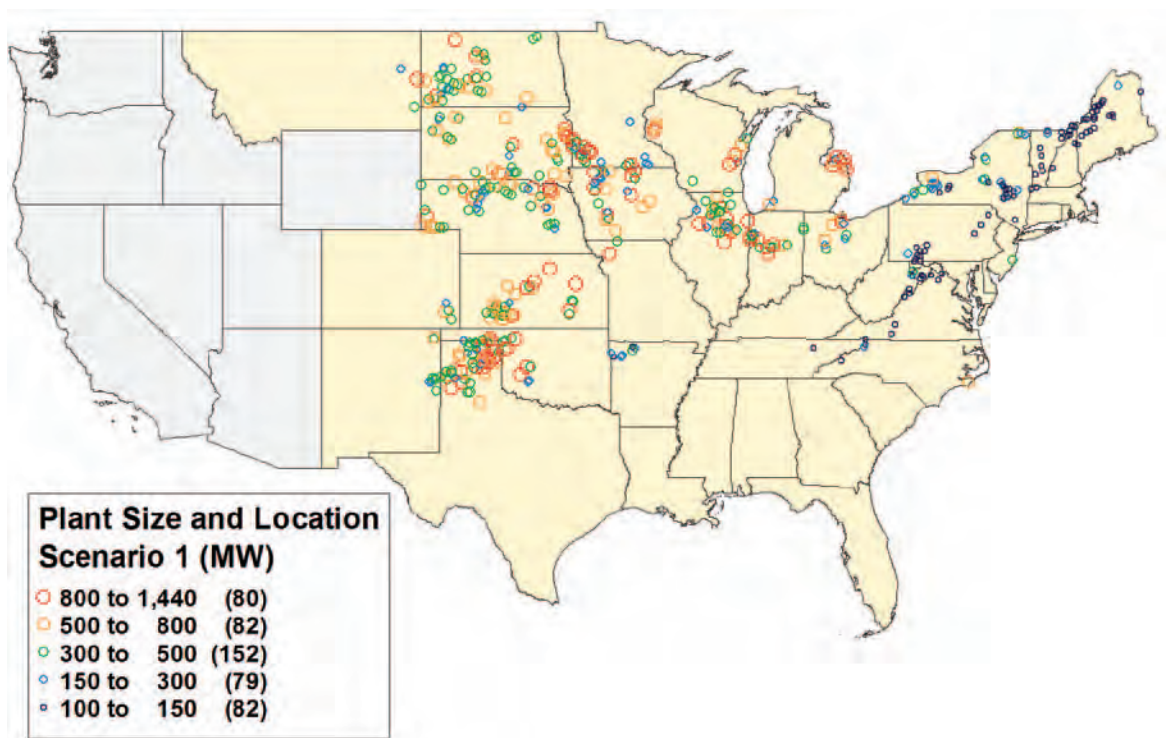 Plant Size and Location
Scenario 1 (MW)
800 to 1,440 (80)
500 to 800 (82)
300 to 500 (152)
150 to 300 (79)
100 to 150 (82)